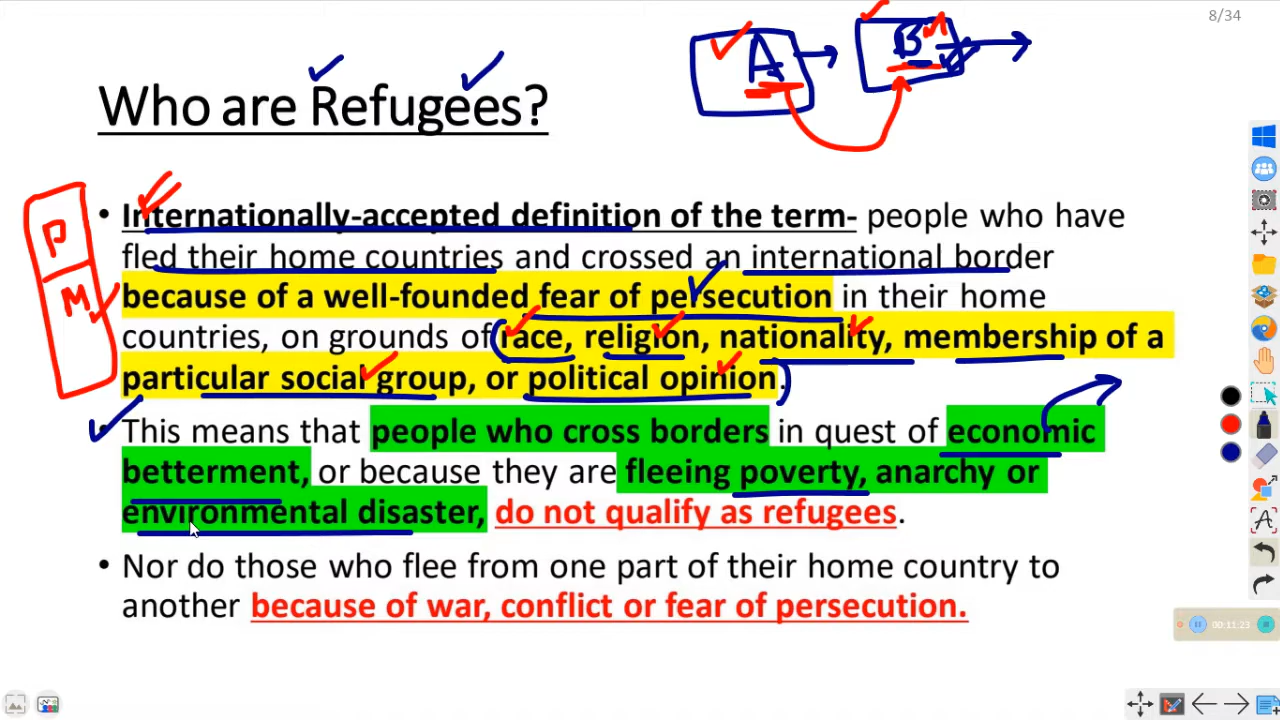 8/34
A
B M
Who are Refugees?
P
M
• Internationally-accepted definition of the term- people who have
fled their home countries and crossed an international border
because of a well-founded fear of persecution in their home
countries, on grounds of race, religion, nationality, membership of a
particular social group, or political opinion.
• This means that people who cross borders in quest of economic
betterment, or because they are fleeing poverty, anarchy or
environmental disaster, do not qualify as refugees.
• Nor do those who flee from one part of their home country to
another because of war, conflict or fear of persecution.
00:11:23